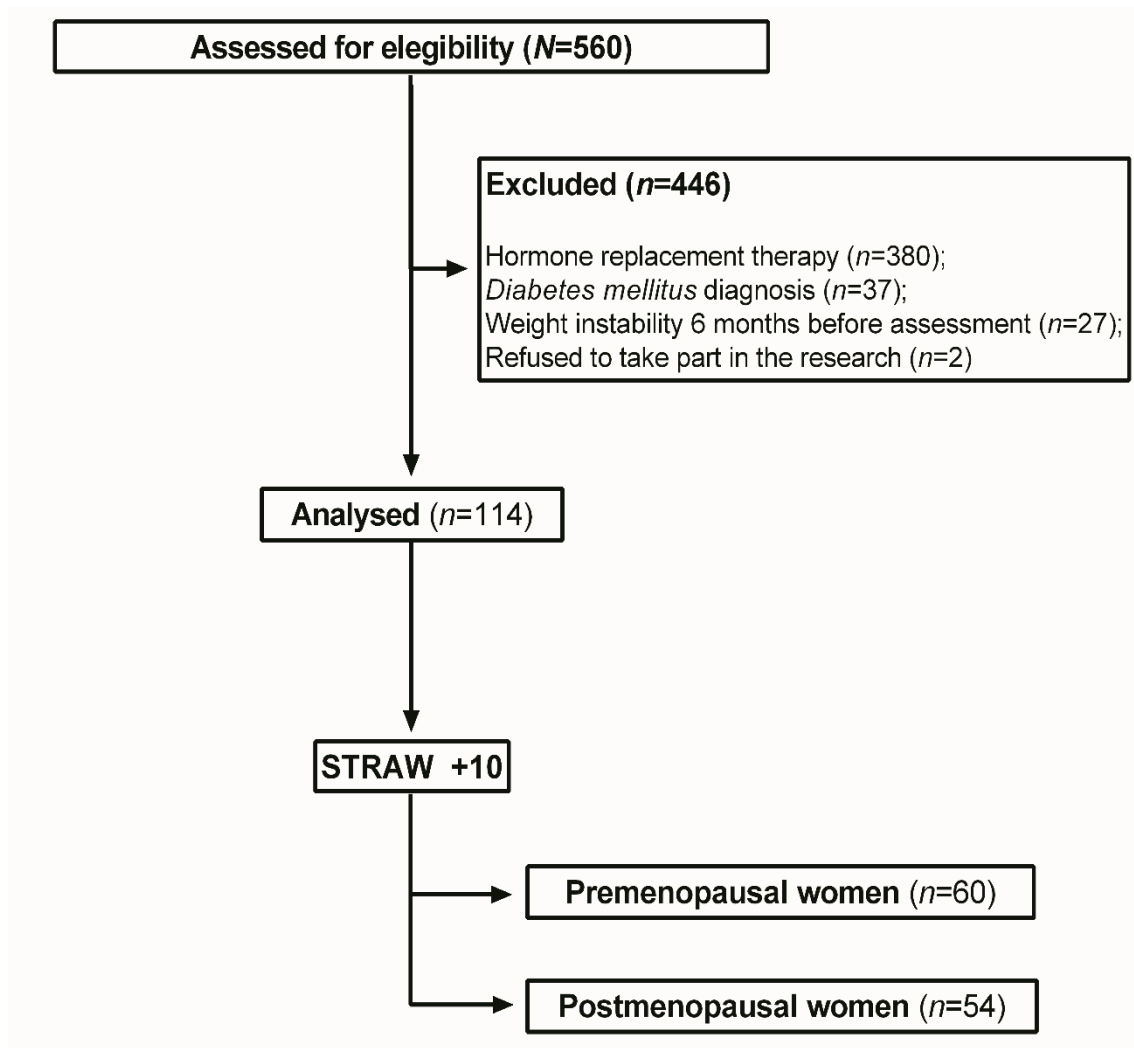 Assessed for elegibility (N=560)
Excluded (n=446)
Hormone replacement therapy (n=380);
Diabetes mellitus diagnosis (n=37);
Weight instability 6 months before assessment (n=27);
Refused to take part in the research (n=2)
Analysed (n=114)
STRAW +10
Premenopausal women (n=60)
Postmenopausal women (n=54)